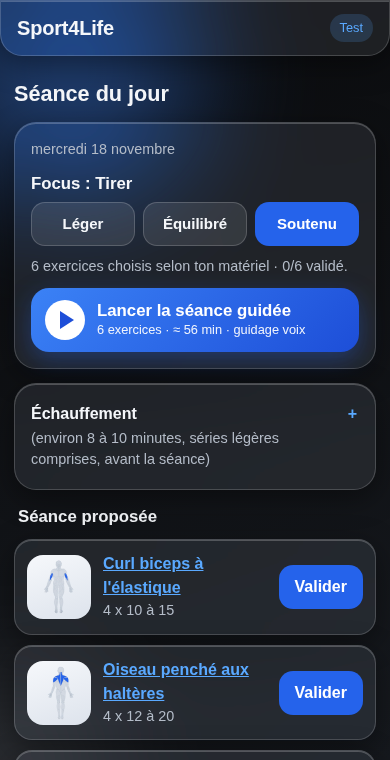 Sport4Life
Test
Séance du jour
mercredi 18 novembre
Focus : Tirer
Léger
Équilibré
Soutenu
6 exercices choisis selon ton matériel · 0/6 validé.
Lancer la séance guidée
6 exercices · ≈ 56 min · guidage voix
Échauffement
+
(environ 8 à 10 minutes, séries légères
comprises, avant la séance)
Séance proposée
Curl biceps à
l'élastique
4 x 10 à 15
Valider
Oiseau penché aux
haltères
4 x 12 à 20
Valider